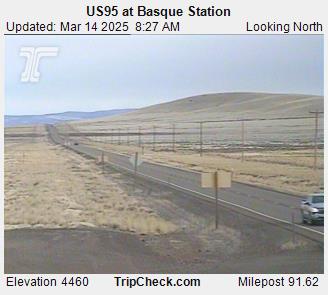 US95 at Basque Station
Updated: Mar 14 2025 8:27 AM Looking North
Elevation 4460 TripCheck.com Milepost 91.62